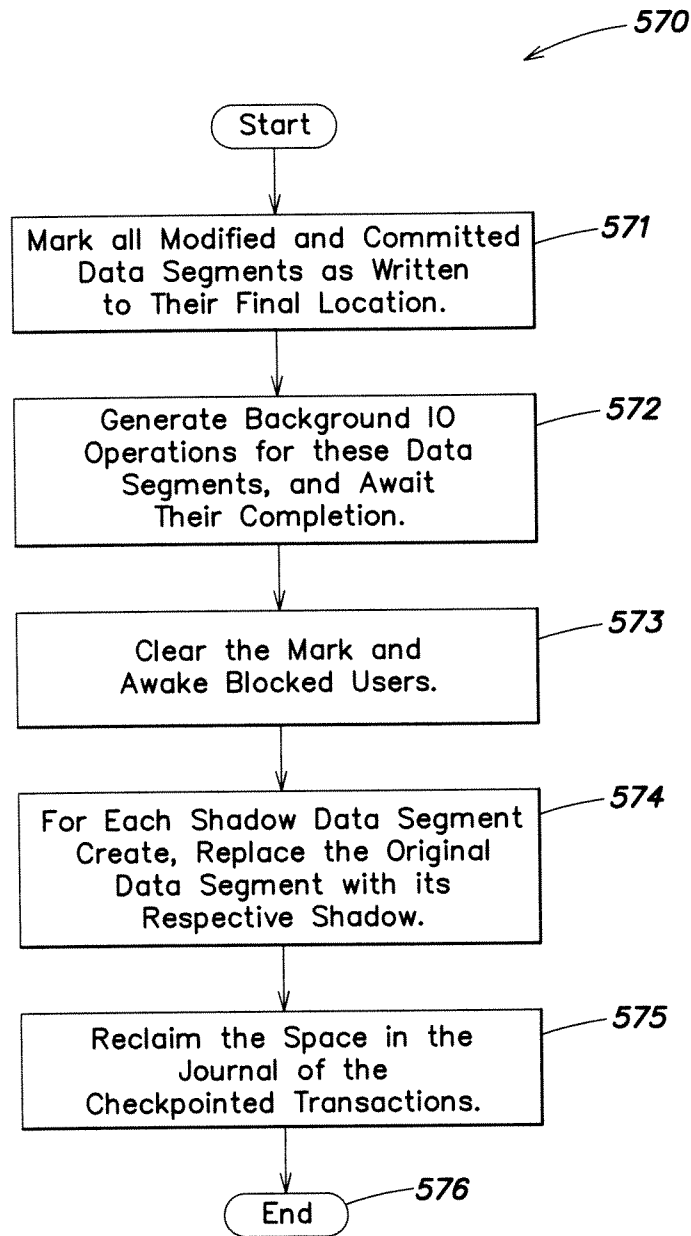 570
Start
571
Mark all Modified and Committed
Data Segments as Written
to Their Final Location.
572
Generate Background IO
Operations for these Data
Segments, and Await
Their Completion.
573
Clear the Mark and
Awake Blocked Users.
574
For Each Shadow Data Segment
Create, Replace the Original
Data Segment with its
Respective Shadow.
575
Reclaim the Space in the
Journal of the
Checkpointed Transactions.
576
End